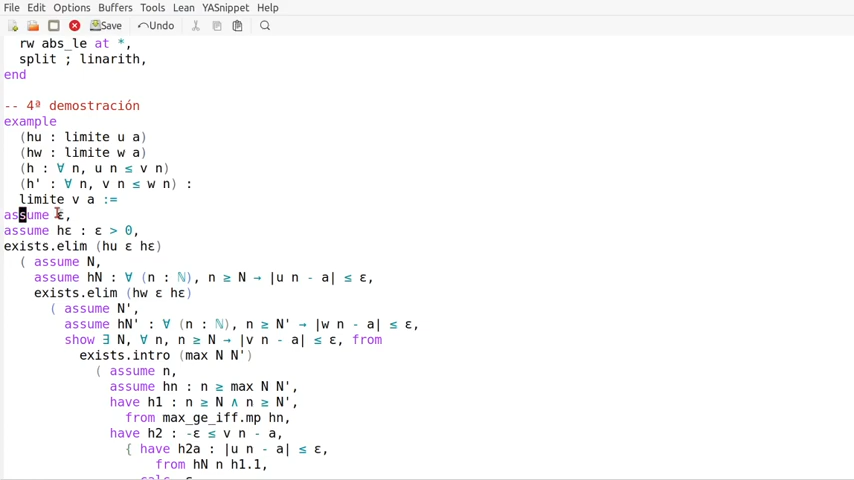 File Edit Options Buffers Tools Lean YASnippet Help
Save Undo
rw abs_le at *,
split ; linarith,
end
-- 4ª demostración
example
(hu : limite u a)
(hw : limite w a)
(h : ∀ n, u n ≤ v n)
(h' : ∀ n, v n ≤ w n) :
limite v a :=
assume ε,
assume hε : ε > 0,
exists.elim (hu ε hε)
( assume N,
assume hN : ∀ (n : ℕ), n ≥ N → |u n - a| ≤ ε,
exists.elim (hw ε hε)
( assume N',
assume hN' : ∀ (n : ℕ), n ≥ N' → |w n - a| ≤ ε,
show ∃ N, ∀ n, n ≥ N → |v n - a| ≤ ε, from
exists.intro (max N N')
( assume n,
assume hn : n ≥ max N N',
have h1 : n ≥ N ∧ n ≥ N',
from max_ge_iff.mp hn,
have h2 : -ε ≤ v n - a,
{ have h2a : |u n - a| ≤ ε,
from hN n h1.1,